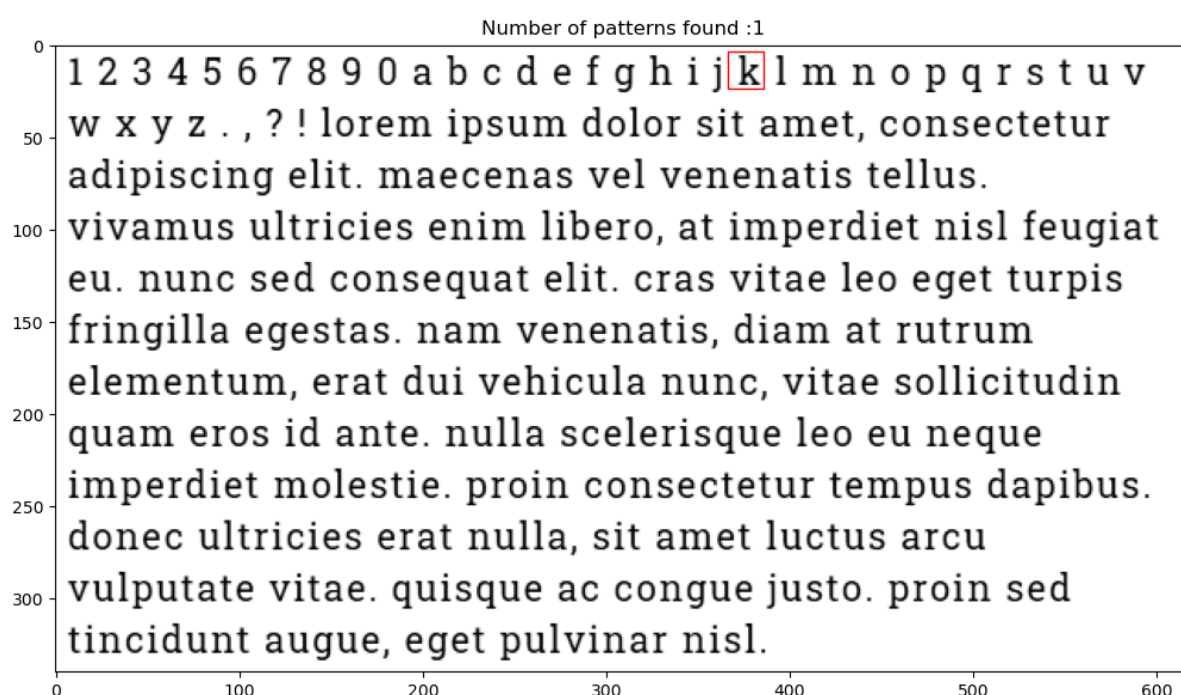 Number of patterns found :1
0
1 2 3 4 5 6 7 8 9 0 a b c d e f g h i j k l m n o p q r s t u v
w x y z . , ? ! lorem ipsum dolor sit amet, consectetur
50
adipiscing elit. maecenas vel venenatis tellus.
vivamus ultricies enim libero, at imperdiet nisl feugiat
100
eu. nunc sed consequat elit. cras vitae leo eget turpis
150
fringilla egestas. nam venenatis, diam at rutrum
elementum, erat dui vehicula nunc, vitae sollicitudin
200
quam eros id ante. nulla scelerisque leo eu neque
imperdiet molestie. proin consectetur tempus dapibus.
250
donec ultricies erat nulla, sit amet luctus arcu
vulputate vitae. quisque ac congue justo. proin sed
300
tincidunt augue, eget pulvinar nisl.
0 100 200 300 400 500 600